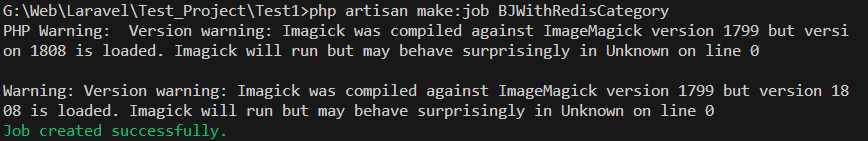 G:\Web\Laravel\Test_Project\Test1>php artisan make:job BJWithRedisCategory
PHP Warning:  Version warning: Imagick was compiled against ImageMagick version 1799 but versi
on 1808 is loaded. Imagick will run but may behave surprisingly in Unknown on line 0
Warning: Version warning: Imagick was compiled against ImageMagick version 1799 but version 18
08 is loaded. Imagick will run but may behave surprisingly in Unknown on line 0
Job created successfully.